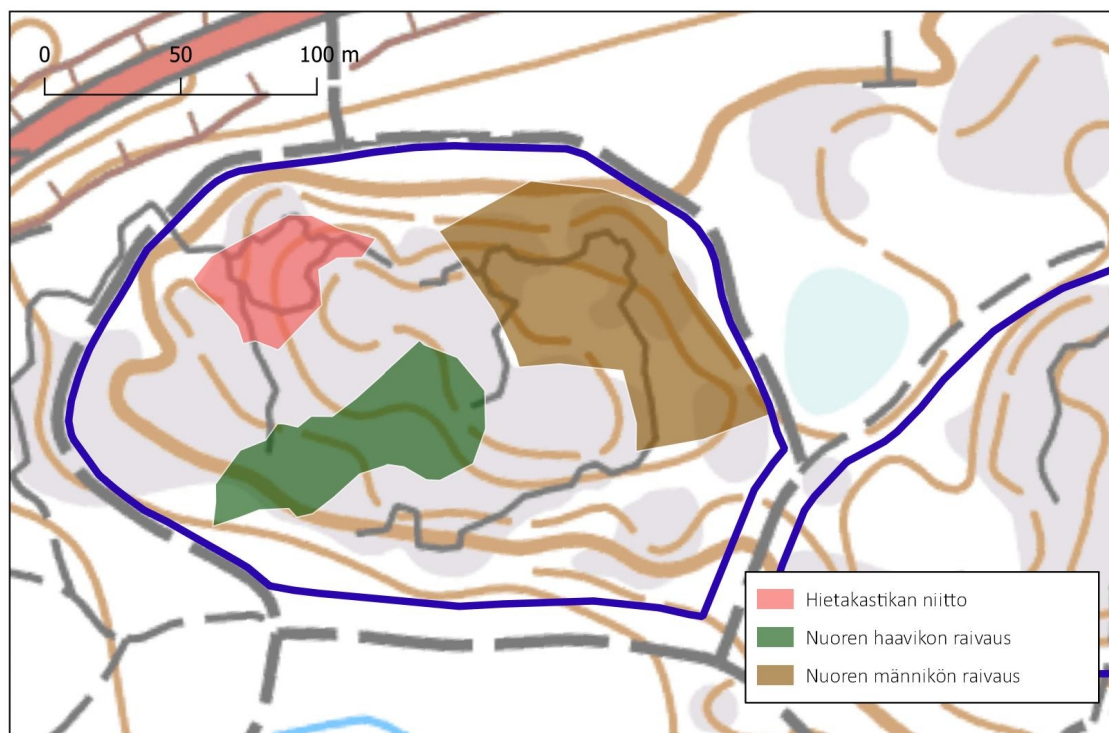 0 50 100 m
Hietakastikan niitto
Nuoren haavikon raivaus
Nuoren männikön raivaus